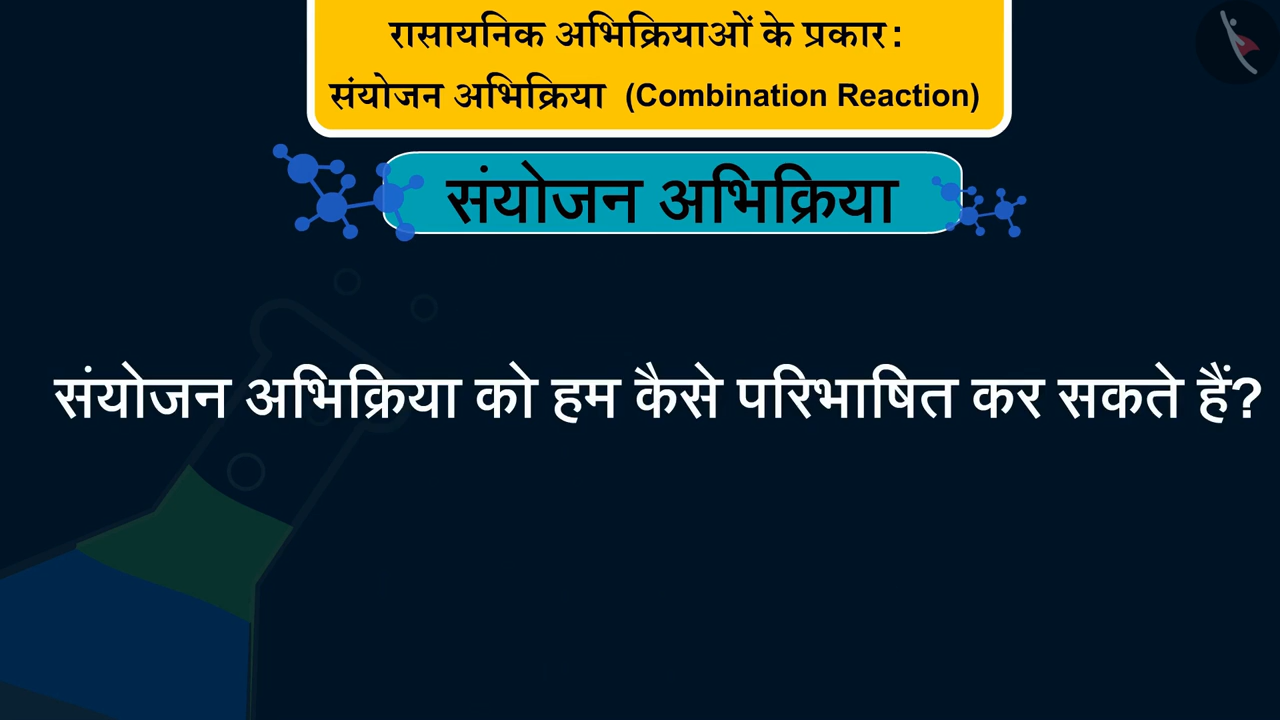 रासायनिक अभिक्रियाओं के प्रकार :
संयोजन अभिक्रिया (Combination Reaction)
संयोजन अभिक्रिया
संयोजन अभिक्रिया को हम कैसे परिभाषित कर सकते हैं?